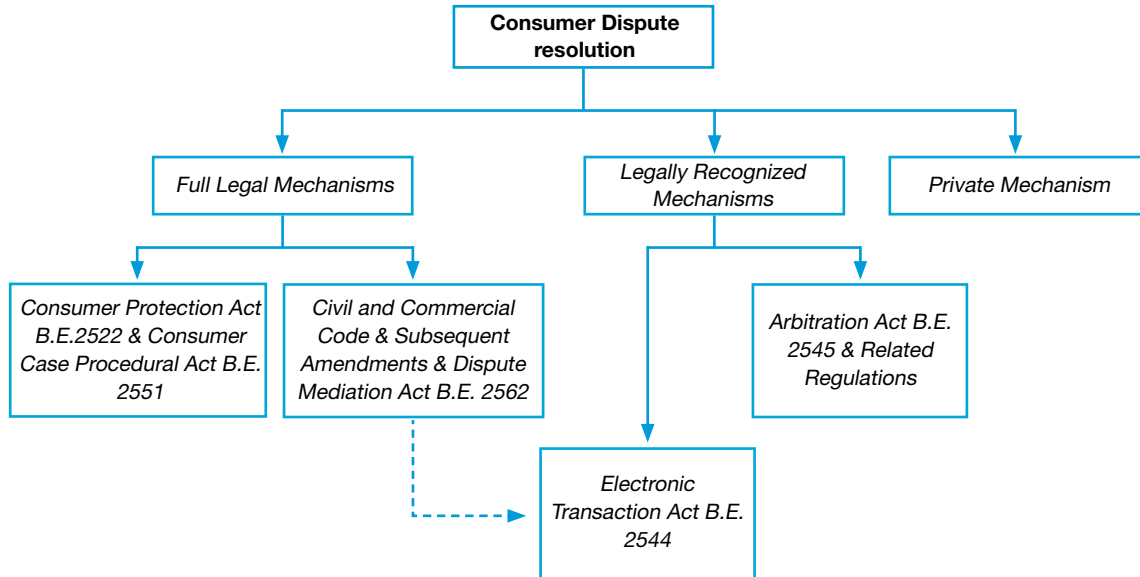 Consumer Dispute
resolution
Full Legal Mechanisms
Legally Recognized
Mechanisms
Private Mechanism
Consumer Protection Act
B.E.2522 & Consumer
Case Procedural Act B.E.
2551
Civil and Commercial
Code & Subsequent
Amendments & Dispute
Mediation Act B.E. 2562
Arbitration Act B.E.
2545 & Related
Regulations
Electronic
Transaction Act B.E.
2544